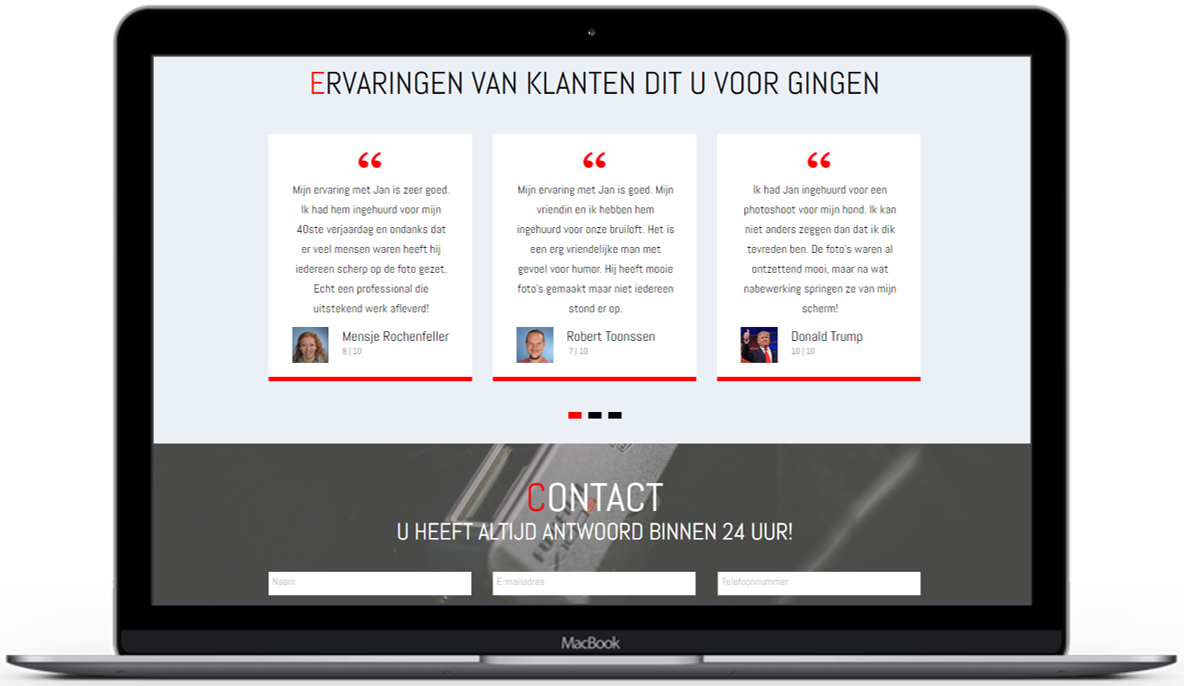 ERVARINGEN VAN KLANTEN DIT U VOOR GINGEN
“
Mijn ervaring met Jan is zeer goed.
Ik had hem ingehuurd voor mijn
40ste verjaardag en ondanks dat
er veel mensen waren heeft hij
iedereen scherp op de foto gezet.
Echt een professional die
uitstekend werk afleverd!
Mensje Rochenfeller
8 | 10
“
Mijn ervaring met Jan is goed. Mijn
vriendin en ik hebben hem
ingehuurd voor onze bruiloft. Het is
een erg vriendelijke man met
gevoel voor humor. Hij heeft mooie
foto's gemaakt maar niet iedereen
stond er op.
Robert Toonssen
7 | 10
“
Ik had Jan ingehuurd voor een
photoshoot voor mijn hond. Ik kan
niet anders zeggen dan dat ik dik
tevreden ben. De foto's waren al
ontzettend mooi, maar na wat
nabewerking springen ze van mijn
scherm!
Donald Trump
10 | 10
CONTACT
U HEEFT ALTIJD ANTWOORD BINNEN 24 UUR!
Naam
E-mailadres
Telefoonnummer
MacBook